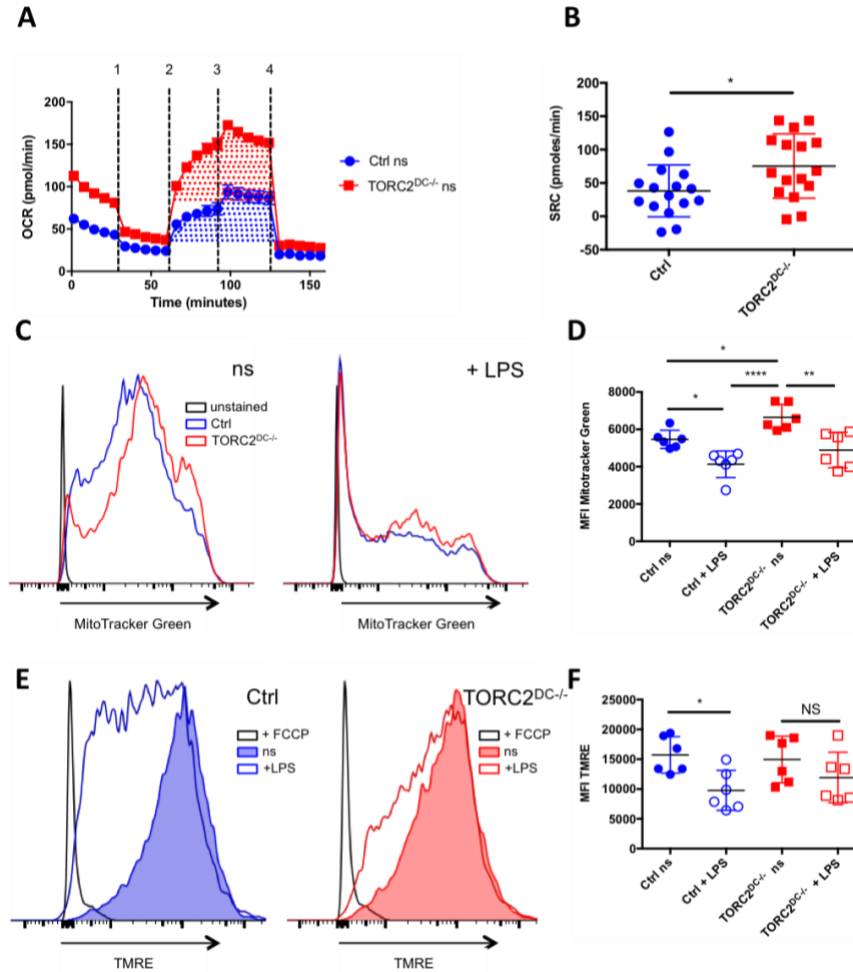 A
1 2 3 4
OCR (pmol/min)
200
150
100
50
0
0 50 100 150
Time (minutes)
Ctrl ns
TORC2DC-/- ns
B
*
SRC (pmoles/min)
200
150
100
50
0
-50
Ctrl
TORC2DC-/-
C
ns
unstained
Ctrl
TORC2DC-/-
MitoTracker Green
+ LPS
MitoTracker Green
D
*
* **** **
MFI Mitotracker Green
8000
6000
4000
2000
0
Ctrl ns
Ctrl + LPS
TORC2DC-/- ns
TORC2DC-/- + LPS
E
Ctrl
+ FCCP
ns
+LPS
TMRE
TORC2DC-/-
+ FCCP
ns
+LPS
TMRE
F
* NS
MFI TMRE
25000
20000
15000
10000
5000
0
Ctrl ns
Ctrl + LPS
TORC2DC-/- ns
TORC2DC-/- + LPS